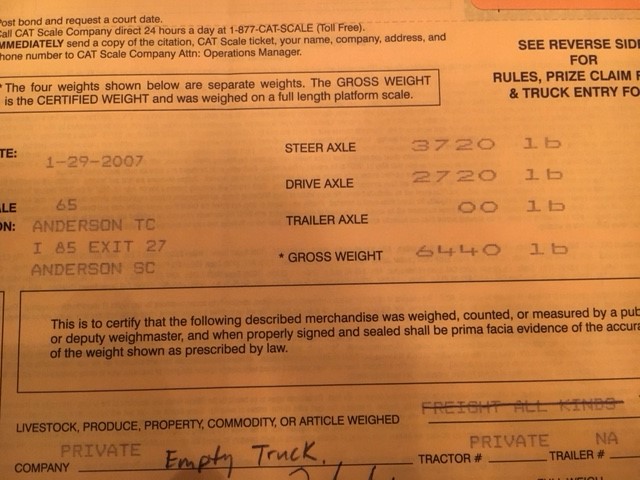 Post bond and request a court date.
Call CAT Scale Company direct 24 hours a day at 1-877-CAT-SCALE (Toll Free).
IMMEDIATELY send a copy of the citation, CAT Scale ticket, your name, company, address, and
phone number to CAT Scale Company Attn: Operations Manager.
SEE REVERSE SIDE
FOR
RULES, PRIZE CLAIM F
& TRUCK ENTRY FO
* The four weights shown below are separate weights. The GROSS WEIGHT
is the CERTIFIED WEIGHT and was weighed on a full length platform scale.
TE: 1-29-2007
STEER AXLE 3720 lb
DRIVE AXLE 2720 lb
TRAILER AXLE 00 lb
* GROSS WEIGHT 6440 lb
ALE 65
ON: ANDERSON TC
I 85 EXIT 27
ANDERSON SC
This is to certify that the following described merchandise was weighed, counted, or measured by a pub
or deputy weighmaster, and when properly signed and sealed shall be prima facia evidence of the accura
of the weight shown as prescribed by law.
LIVESTOCK, PRODUCE, PROPERTY, COMMODITY, OR ARTICLE WEIGHED FREIGHT ALL KINDS
COMPANY PRIVATE Empty Truck. TRACTOR # PRIVATE TRAILER # NA